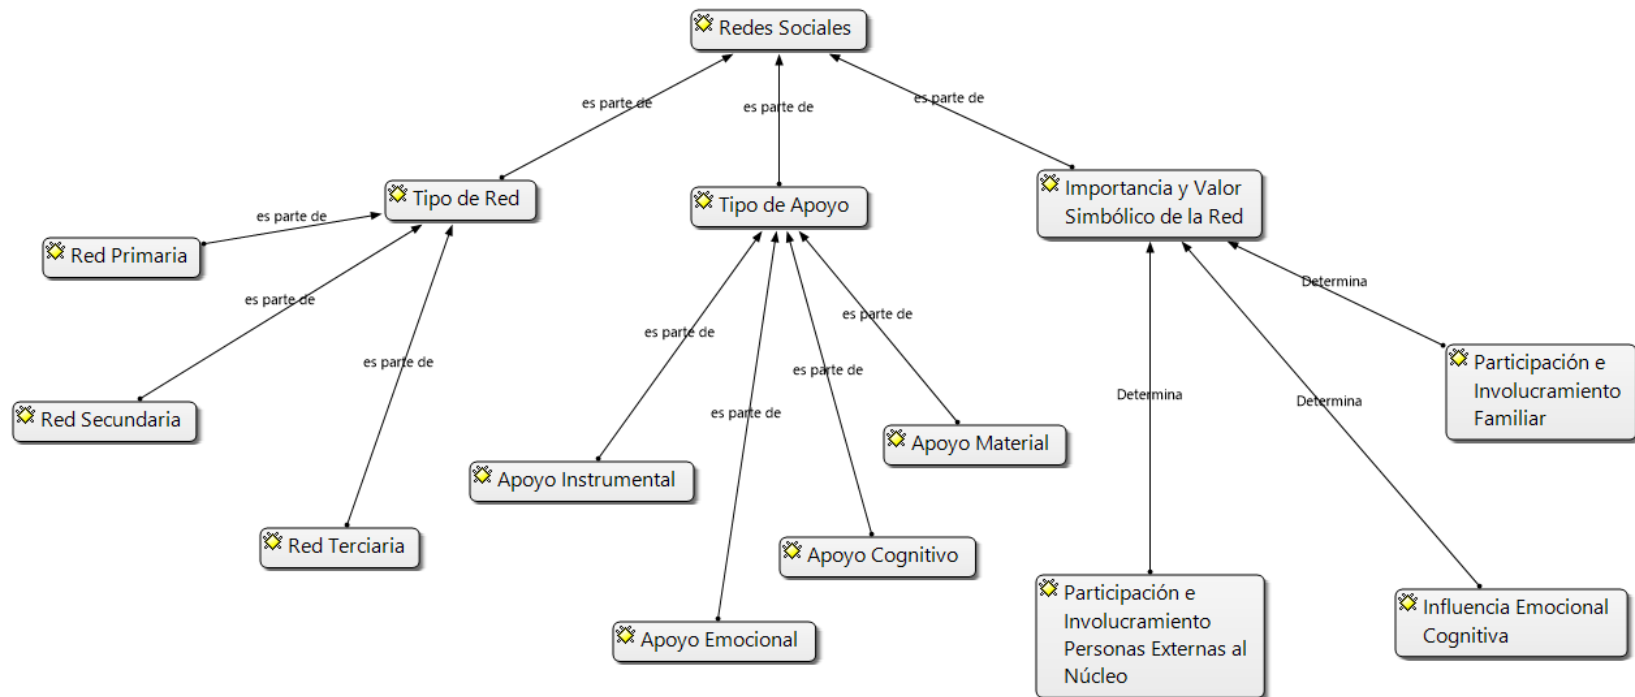 Redes Sociales
es parte de
es parte de
es parte de
Tipo de Red
Tipo de Apoyo
Importancia y Valor
Simbólico de la Red
es parte de
Red Primaria
es parte de
es parte de
Red Secundaria
Red Terciaria
es parte de
es parte de
es parte de
es parte de
Apoyo Instrumental
Apoyo Emocional
Apoyo Cognitivo
Apoyo Material
Determina
Determina
Determina
Participación e
Involucramiento
Personas Externas al
Núcleo
Influencia Emocional
Cognitiva
Participación e
Involucramiento
Familiar